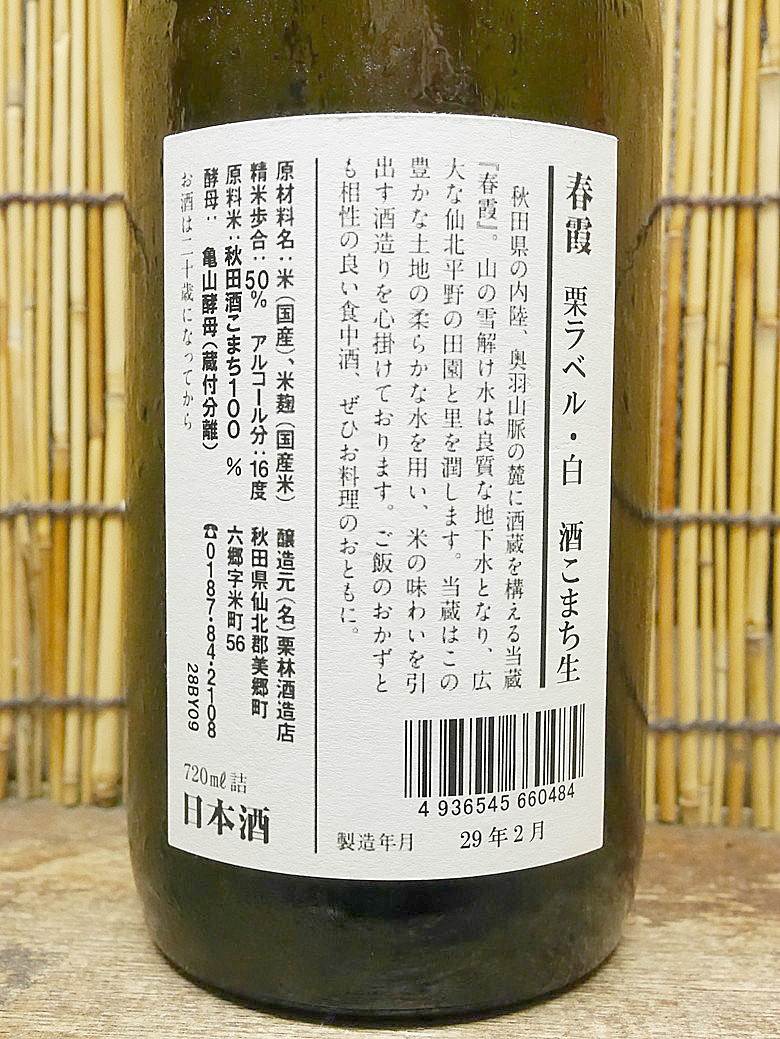 春霞 栗ラベル・白 酒こまち生
秋田県の内陸、奥羽山脈の麓に酒蔵を構える当蔵
『春霞』。山の雪解け水は良質な地下水となり、広
大な仙北平野の田園と里を潤します。当蔵はこの
豊かな土地の柔らかな水を用い、米の味わいを引
出す酒造りを心掛けております。ご飯のおかずと
も相性の良い食中酒、ぜひお料理のおともに。
原材料名：米（国産）、米麹（国産米）
精米歩合：50% アルコール分：16度
原料米：秋田酒こまち100 %
酵母： 亀山酵母（蔵付分離）
お酒は二十歳になってから
醸造元（名）栗林酒造店
秋田県仙北郡美郷町
六郷字米町56
☎0187-84-2108
28BY09
720mℓ詰
日本酒
4 936545 660484
製造年月 29年2月